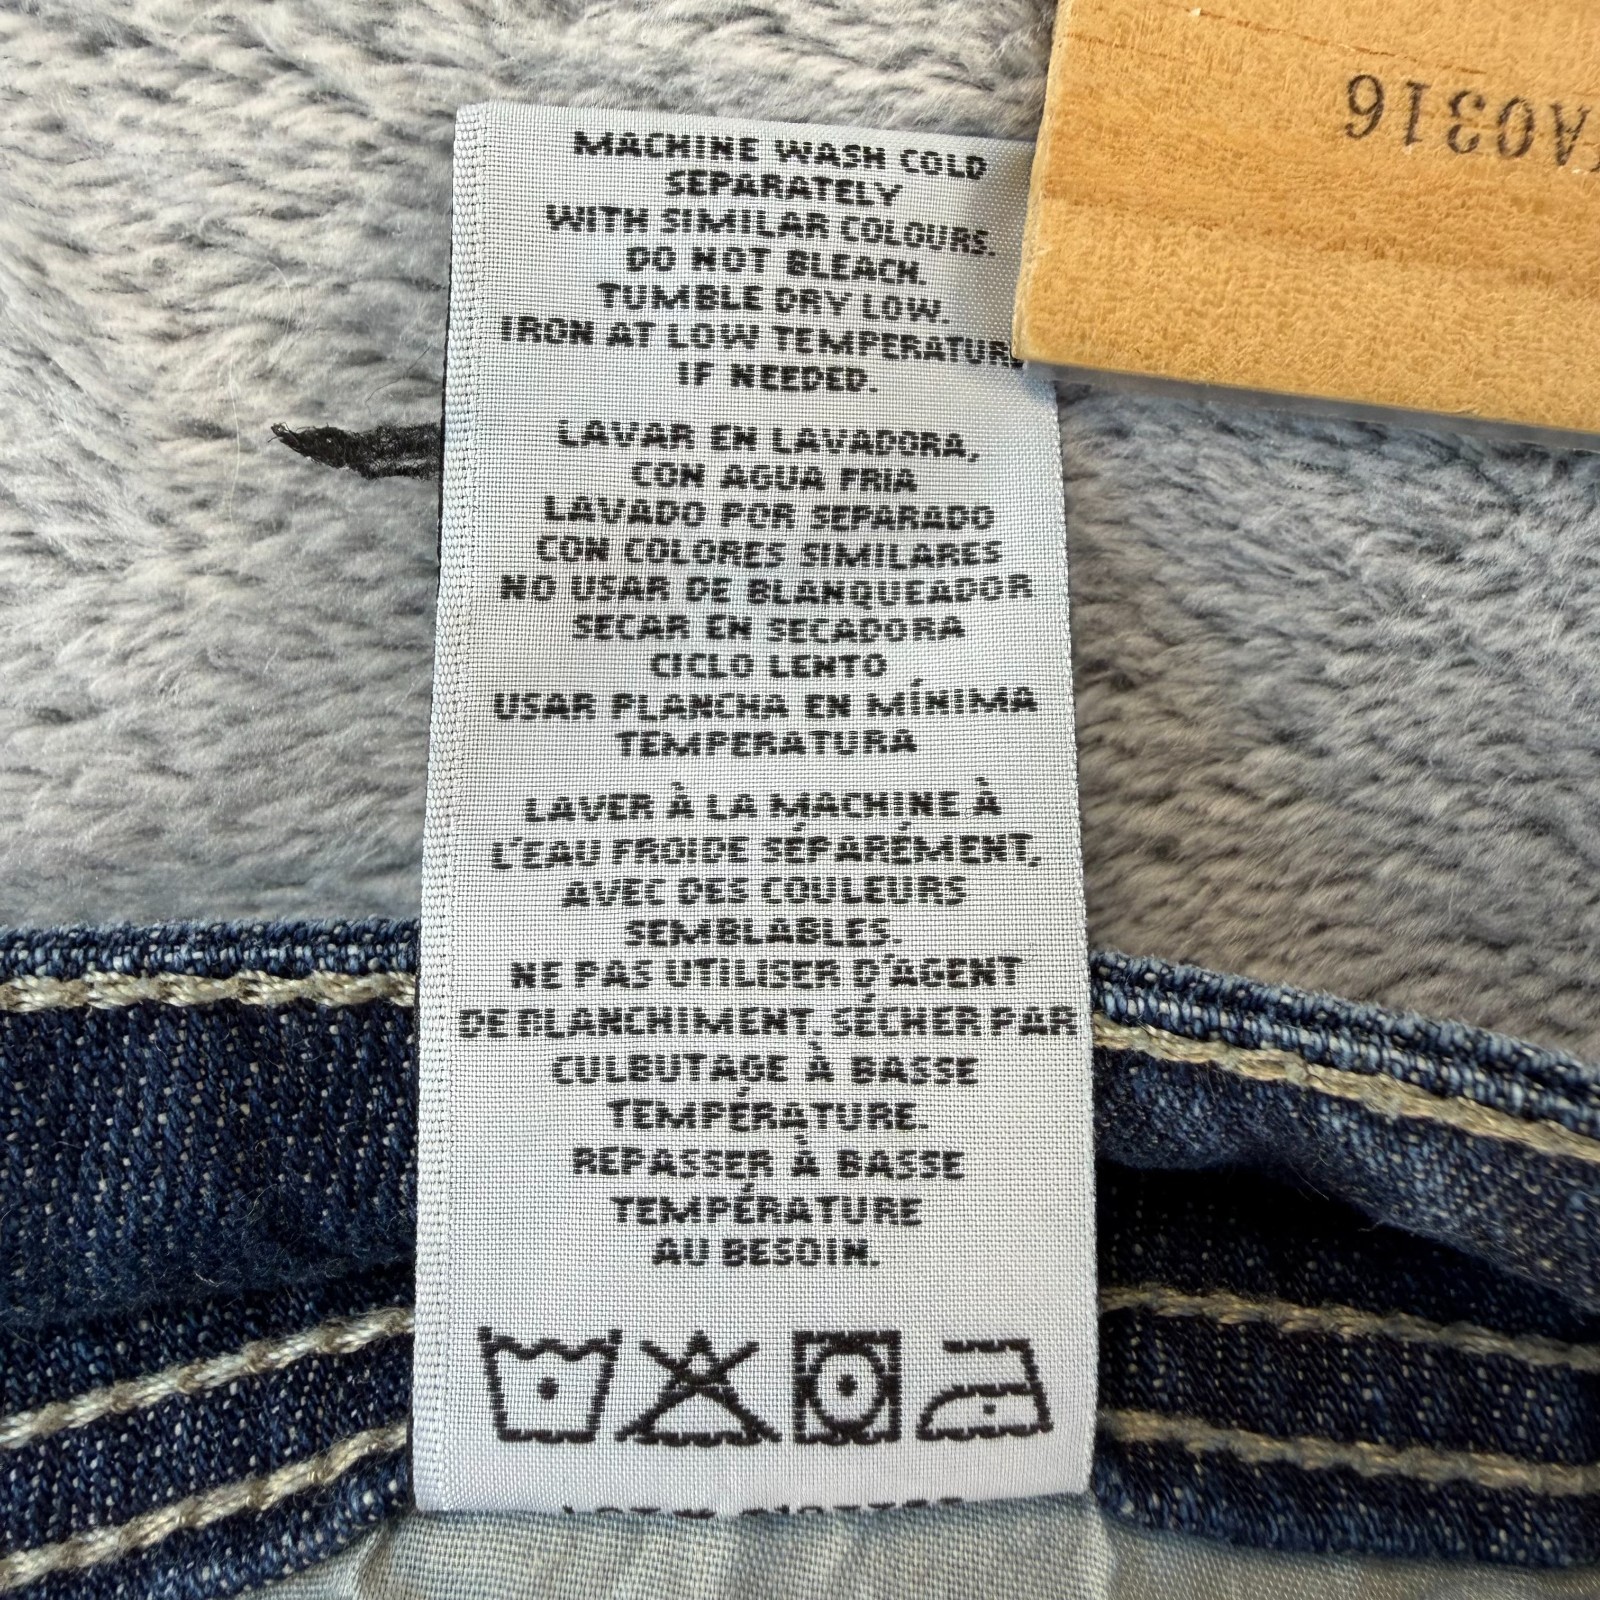 MACHINE WASH COLD
SEPARATELY
WITH SIMILAR COLOURS.
DO NOT BLEACH.
TUMBLE DRY LOW.
IRON AT LOW TEMPERATURE
IF NEEDED.
LAVAR EN LAVADORA,
CON AGUA FRIA
LAVADO POR SEPARADO
CON COLORES SIMILARES
NO USAR DE BLANQUEADOR
SECAR EN SECADORA
CICLO LENTO
USAR PLANCHA EN MÍNIMA
TEMPERATURA
LAVER À LA MACHINE À
L'EAU FROIDE SÉPARÉMENT,
AVEC DES COULEURS
SEMBLABLES.
NE PAS UTILISER D'AGENT
DE BLANCHIMENT. SÉCHER PAR
CULBUTAGE À BASSE
TEMPÉRATURE.
REPASSER À BASSE
TEMPÉRATURE
AU BESOIN.
A0316